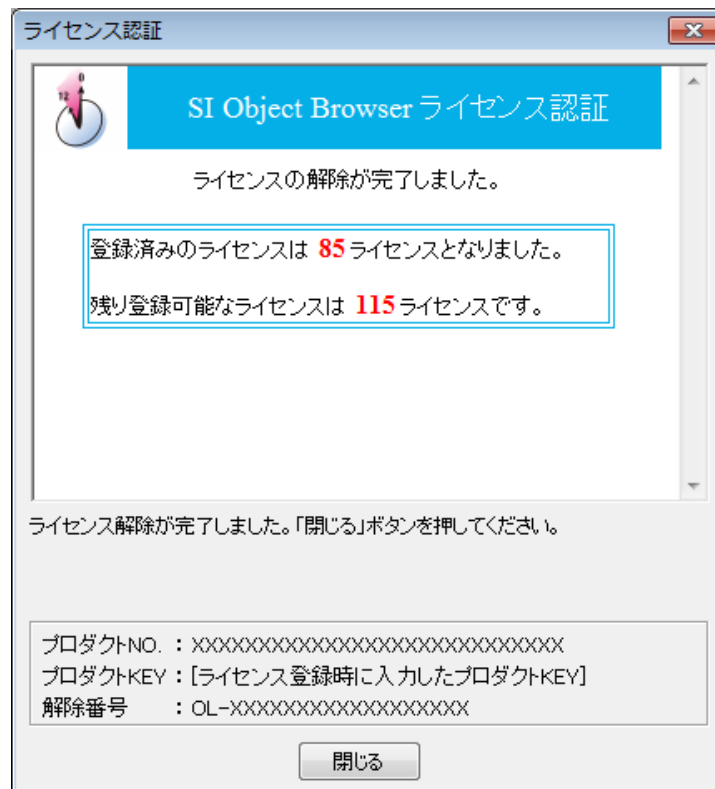 ライセンス認証
0
12
SI Object Browser ライセンス認証
ライセンスの解除が完了しました。
登録済みのライセンスは 85 ライセンスとなりました。
残り登録可能なライセンスは 115 ライセンスです。
ライセンス解除が完了しました。「閉じる」ボタンを押してください。
プロダクトNO. : XXXXXXXXXXXXXXXXXXXXXXXXXXXX
プロダクトKEY : [ライセンス登録時に入力したプロダクトKEY]
解除番号 : OL-XXXXXXXXXXXXXXXXXX
閉じる